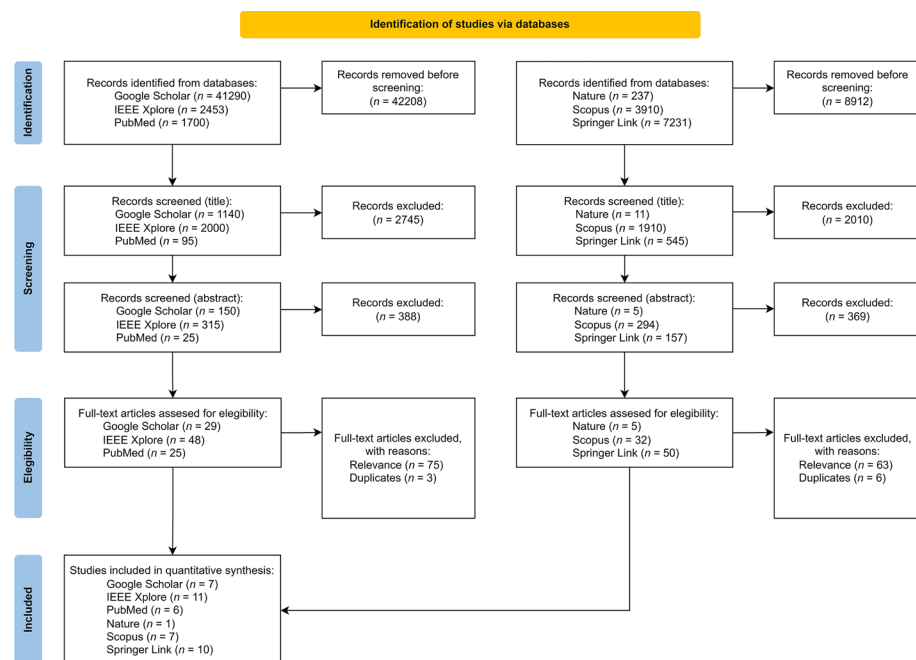 Identification of studies via databases
Identification
Records identified from databases:
Google Scholar (n = 41290)
IEEE Xplore (n = 2453)
PubMed (n = 1700)
Records removed before
screening:
(n = 42208)
Records identified from databases:
Nature (n = 237)
Scopus (n = 3910)
Springer Link (n = 7231)
Records removed before
screening:
(n = 8912)
Screening
Records screened (title):
Google Scholar (n = 1140)
IEEE Xplore (n = 2000)
PubMed (n = 95)
Records excluded:
(n = 2745)
Records screened (title):
Nature (n = 11)
Scopus (n = 1910)
Springer Link (n = 545)
Records excluded:
(n = 2010)
Records screened (abstract):
Google Scholar (n = 150)
IEEE Xplore (n = 315)
PubMed (n = 25)
Records excluded:
(n = 388)
Records screened (abstract):
Nature (n = 5)
Scopus (n = 294)
Springer Link (n = 157)
Records excluded:
(n = 369)
Elegibility
Full-text articles assesed for elegibility:
Google Scholar (n = 29)
IEEE Xplore (n = 48)
PubMed (n = 25)
Full-text articles excluded,
with reasons:
Relevance (n = 75)
Duplicates (n = 3)
Full-text articles assesed for elegibility:
Nature (n = 5)
Scopus (n = 32)
Springer Link (n = 50)
Full-text articles excluded,
with reasons:
Relevance (n = 63)
Duplicates (n = 6)
Included
Studies included in quantitative synthesis:
Google Scholar (n = 7)
IEEE Xplore (n = 11)
PubMed (n = 6)
Nature (n = 1)
Scopus (n = 7)
Springer Link (n = 10)